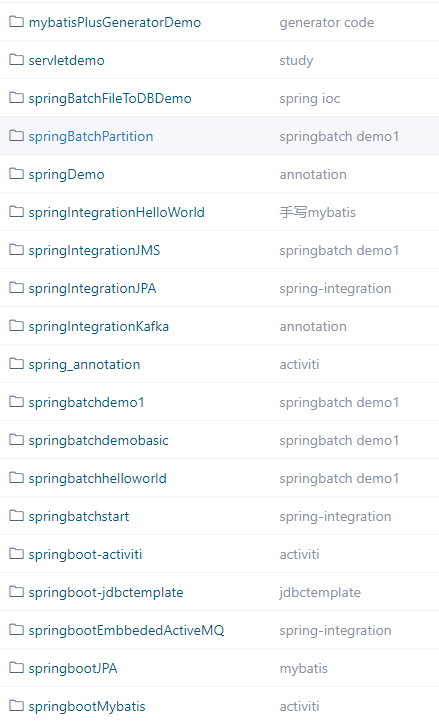 mybatisPlusGeneratorDemo generator code
servletdemo study
springBatchFileToDBDemo spring ioc
springBatchPartition springbatch demo1
springDemo annotation
springIntegrationHelloWorld 手写mybatis
springIntegrationJMS springbatch demo1
springIntegrationJPA spring-integration
springIntegrationKafka annotation
spring_annotation activiti
springbatchdemo1 springbatch demo1
springbatchdemobasic springbatch demo1
springbatchhelloworld springbatch demo1
springbatchstart spring-integration
springboot-activiti activiti
springboot-jdbctemplate jdbctemplate
springbootEmbbededActiveMQ spring-integration
springbootJPA mybatis
springbootMybatis activiti